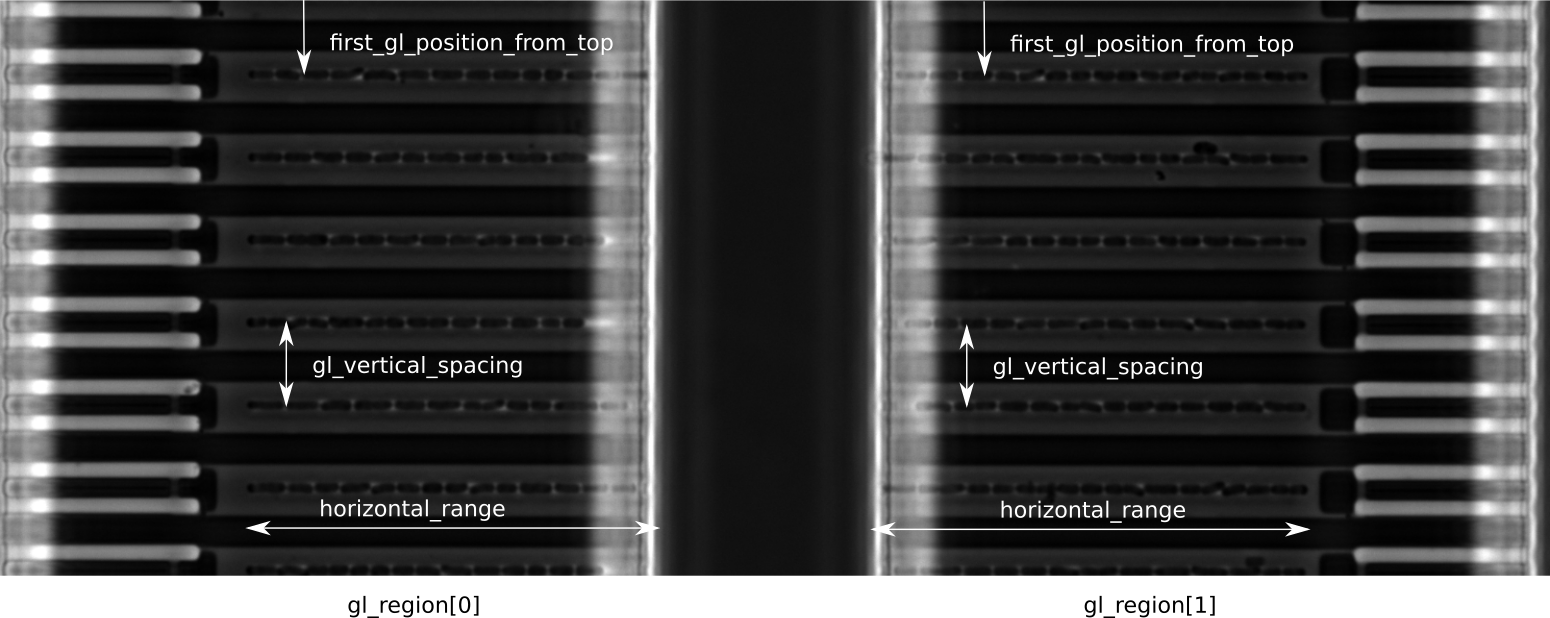 first_gl_position_from_top
first_gl_position_from_top
gl_vertical_spacing
gl_vertical_spacing
horizontal_range
horizontal_range
gl_region[0]
gl_region[1]